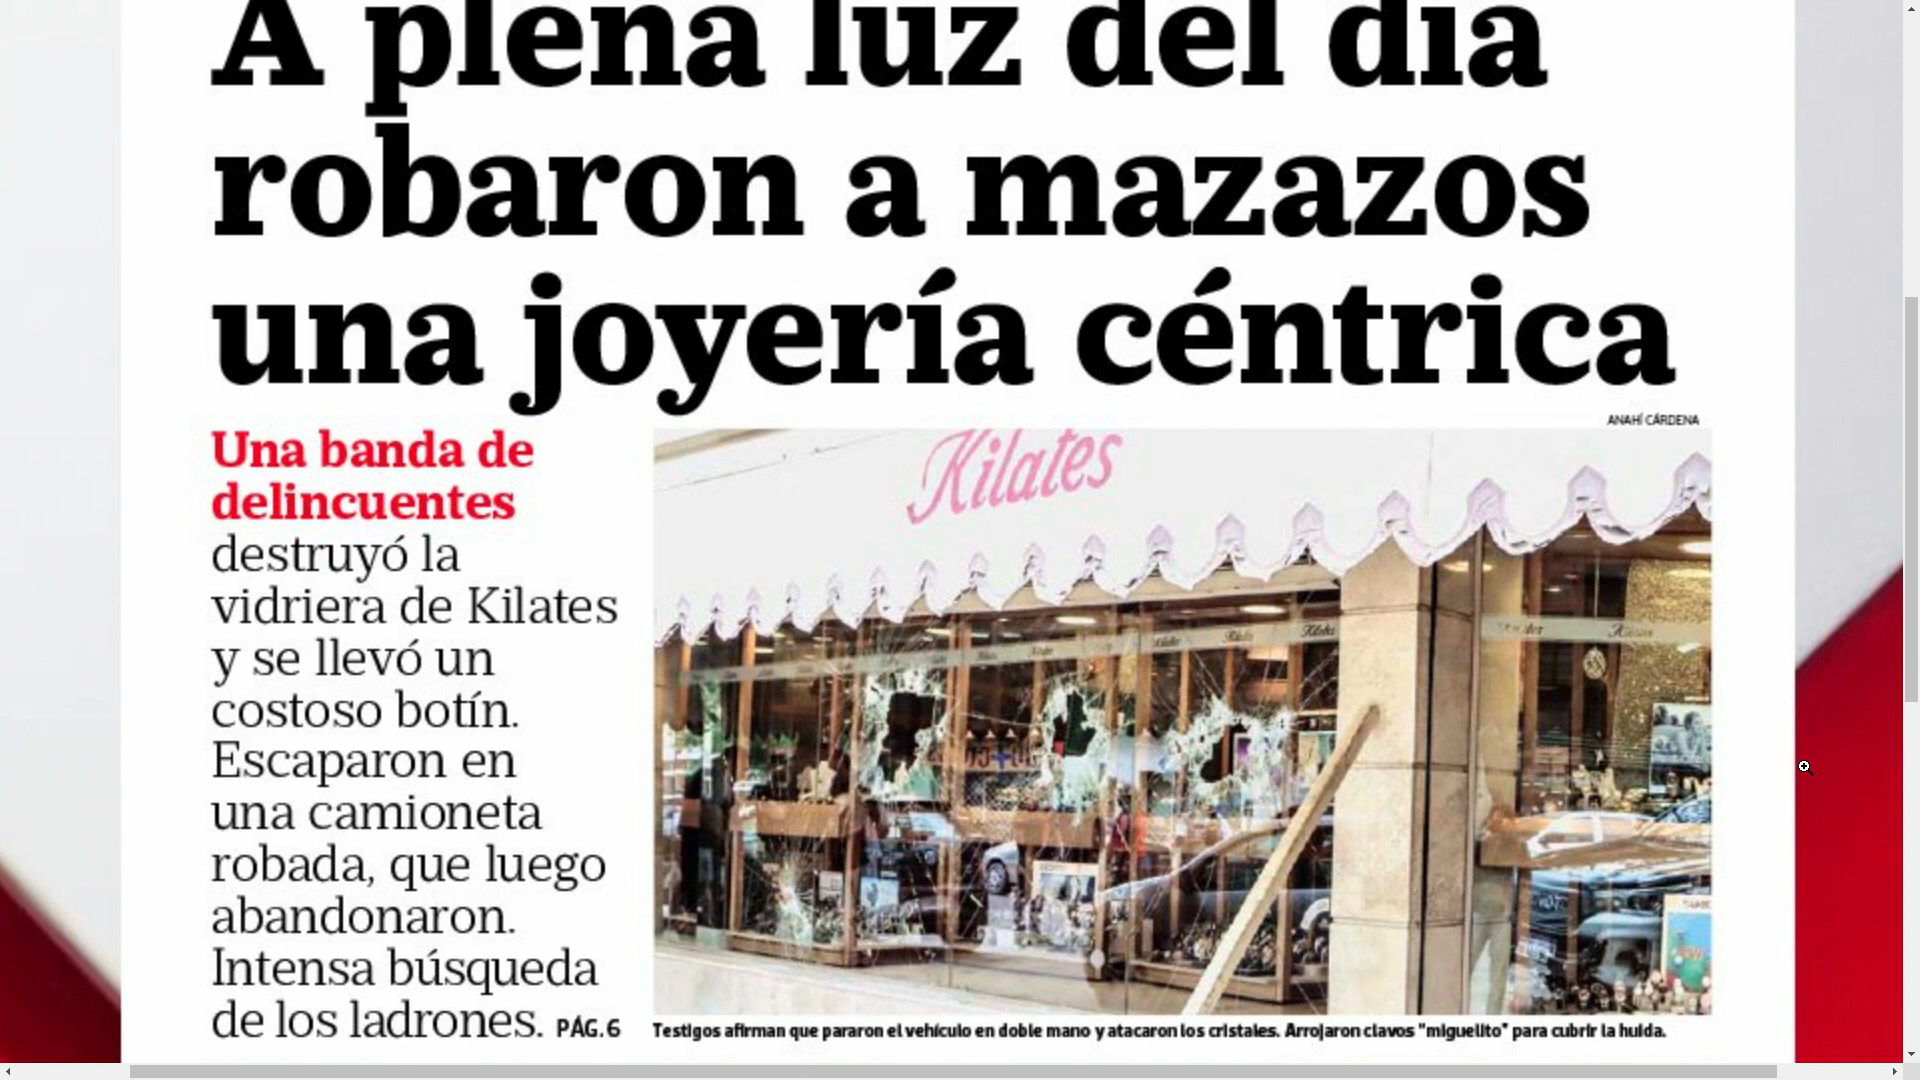 A plena luz del día
robaron a mazazos
una joyería céntrica
ANAHÍ CÁRDENA
Una banda de
delincuentes
destruyó la
vidriera de Kilates
y se llevó un
costoso botín.
Escaparon en
una camioneta
robada, que luego
abandonaron.
Intensa búsqueda
de los ladrones. PÁG.6
Kilates
Testigos afirman que pararon el vehículo en doble mano y atacaron los cristales. Arrojaron clavos "miguelito" para cubrir la huida.